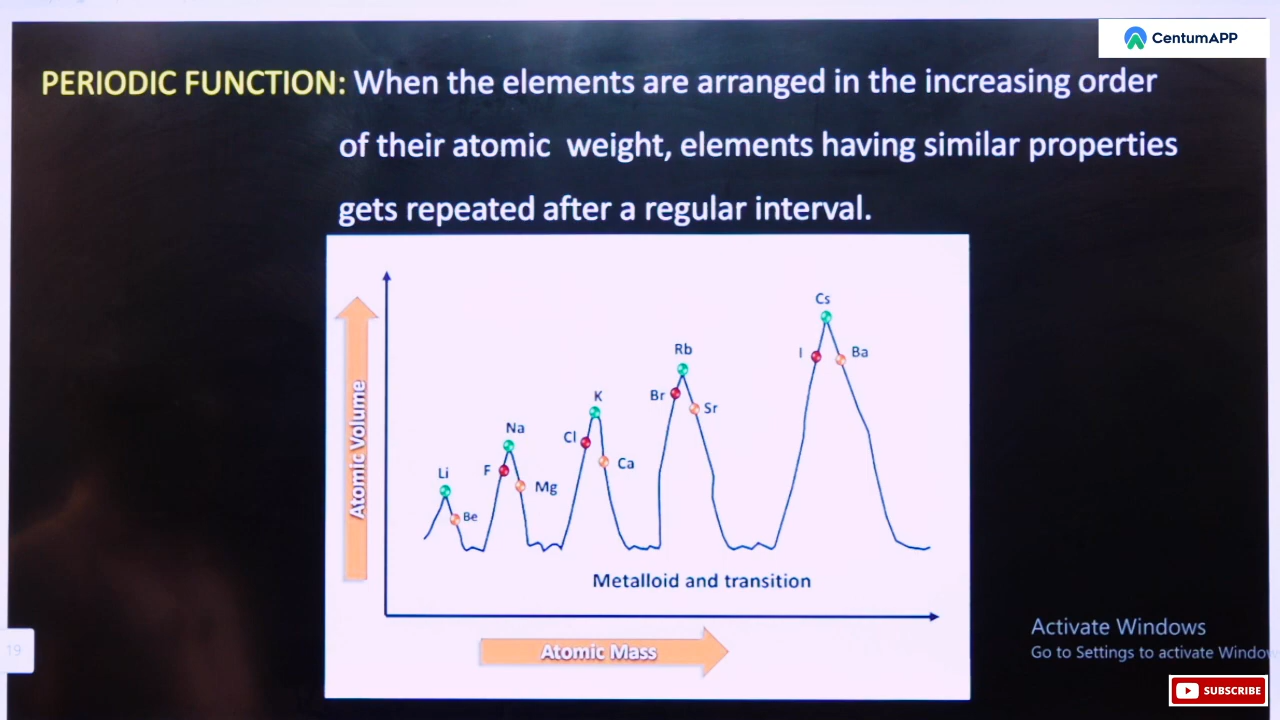 CentumAPP
PERIODIC FUNCTION: When the elements are arranged in the increasing order
of their atomic weight, elements having similar properties
gets repeated after a regular interval.
Cs
I
Ba
Rb
Br
Sr
K
Cl
Ca
Na
F
Mg
Li
Be
Atomic Volume
Metalloid and transition
Atomic Mass
Activate Windows
Go to Settings to activate
19
SUBSCRIBE